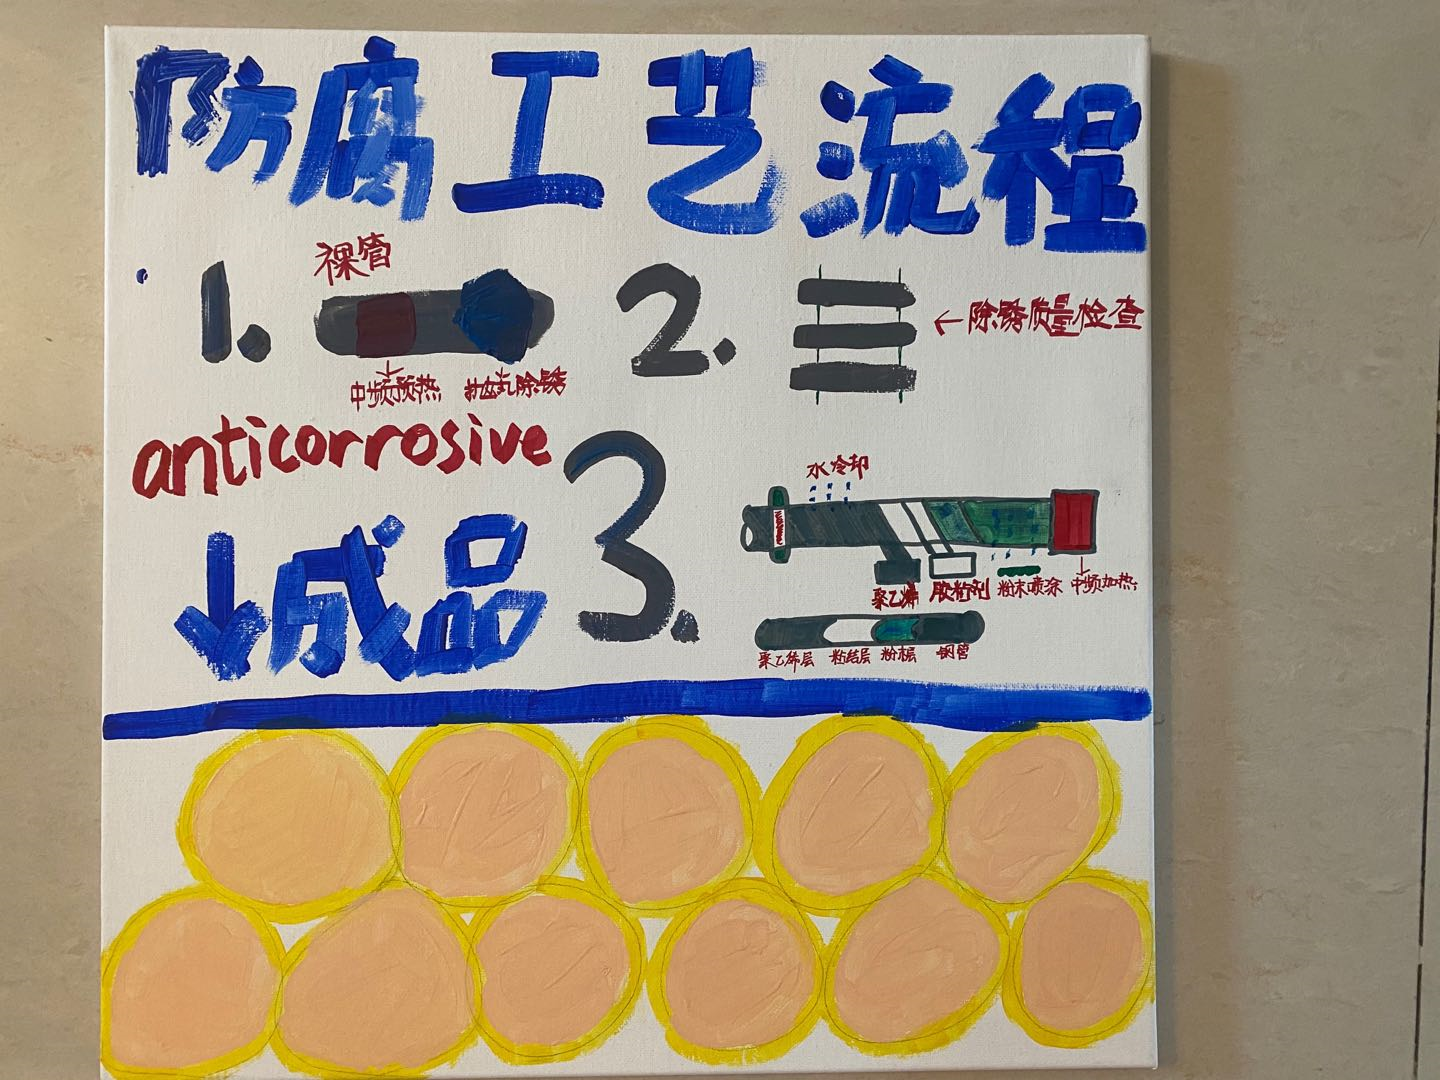 防腐工艺流程
1.
裸管
中频预热 抛丸除锈
2.
←除锈质量检查
anticorrosive
3.
水冷却
聚乙烯 胶粘剂 粉末喷涂 中频加热
聚乙烯层 粘结层 粉末层 钢管
↓成品